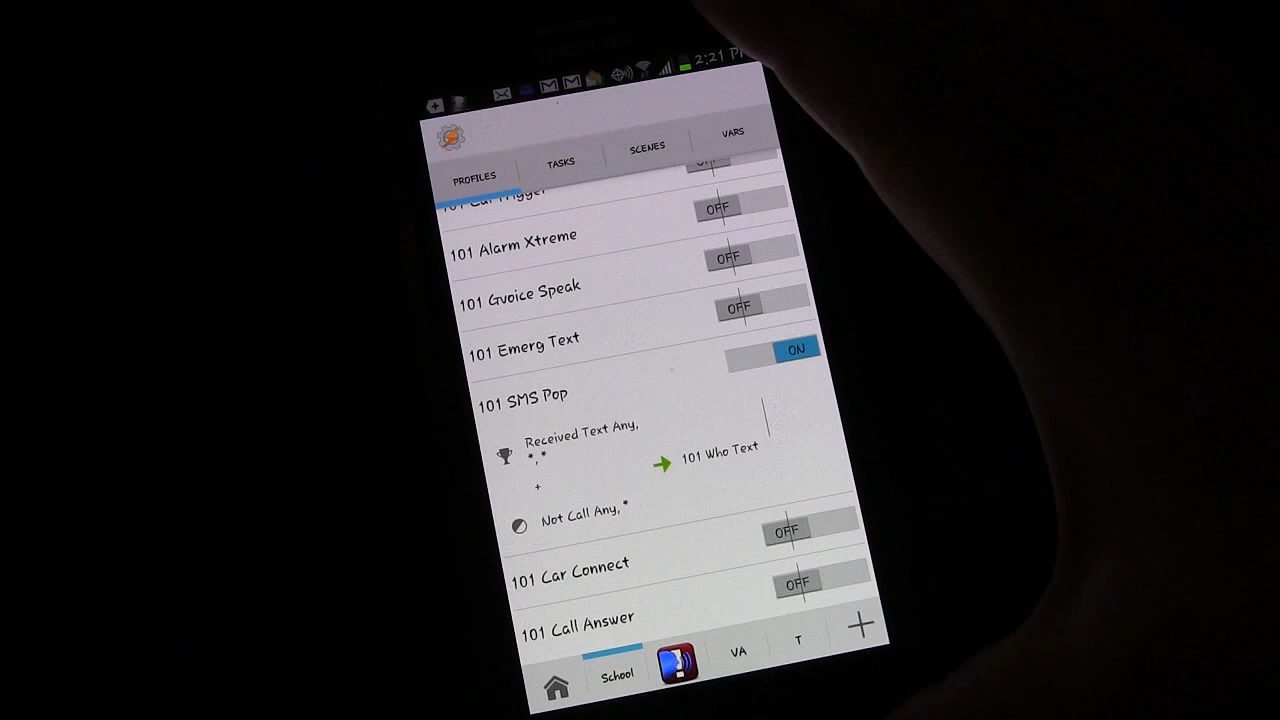 2:21 P
PROFILES TASKS SCENES VARS
101 Car Trigger OFF
101 Alarm Xtreme OFF
101 Gvoice Speak OFF
101 Emerg Text OFF
101 SMS Pop ON
Received Text Any,
*,*
101 Who Text
+
Not Call Any,*
101 Car Connect OFF
101 Call Answer OFF
School VA T